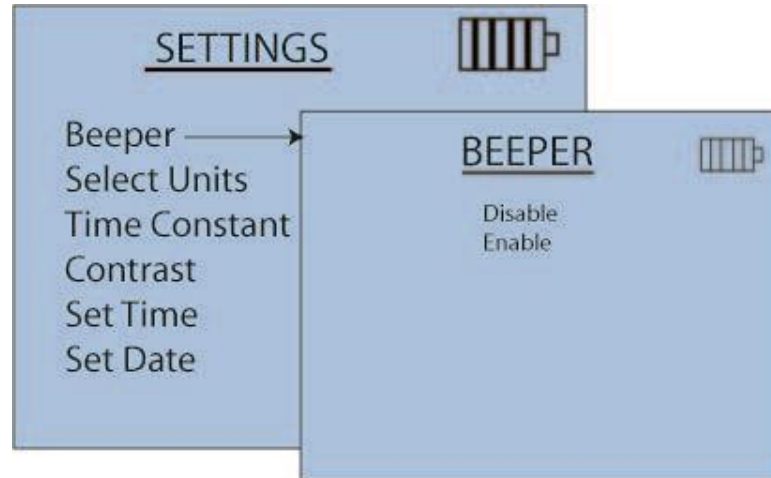 SETTINGS
Beeper
Select Units
Time Constant
Contrast
Set Time
Set Date
BEEPER
Disable
Enable